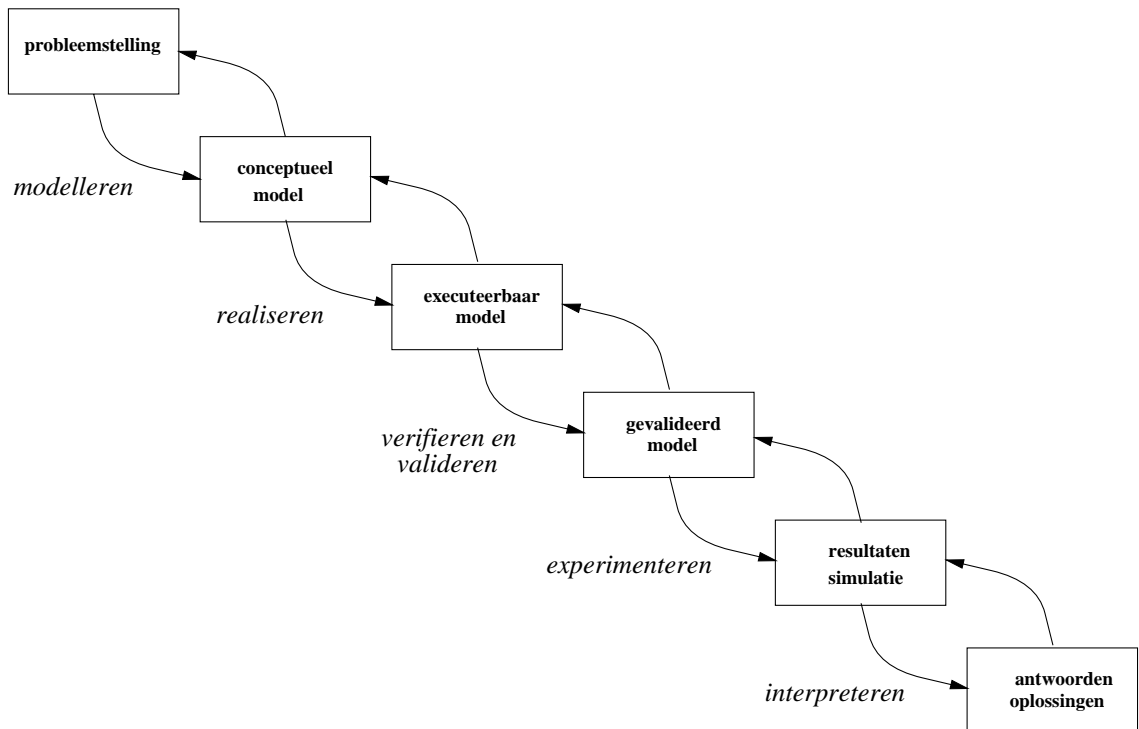 probleemstelling
conceptueel
model
modelleren
executeerbaar
model
realiseren
gevalideerd
model
verifieren en
valideren
resultaten
simulatie
experimenteren
antwoorden
oplossingen
interpreteren